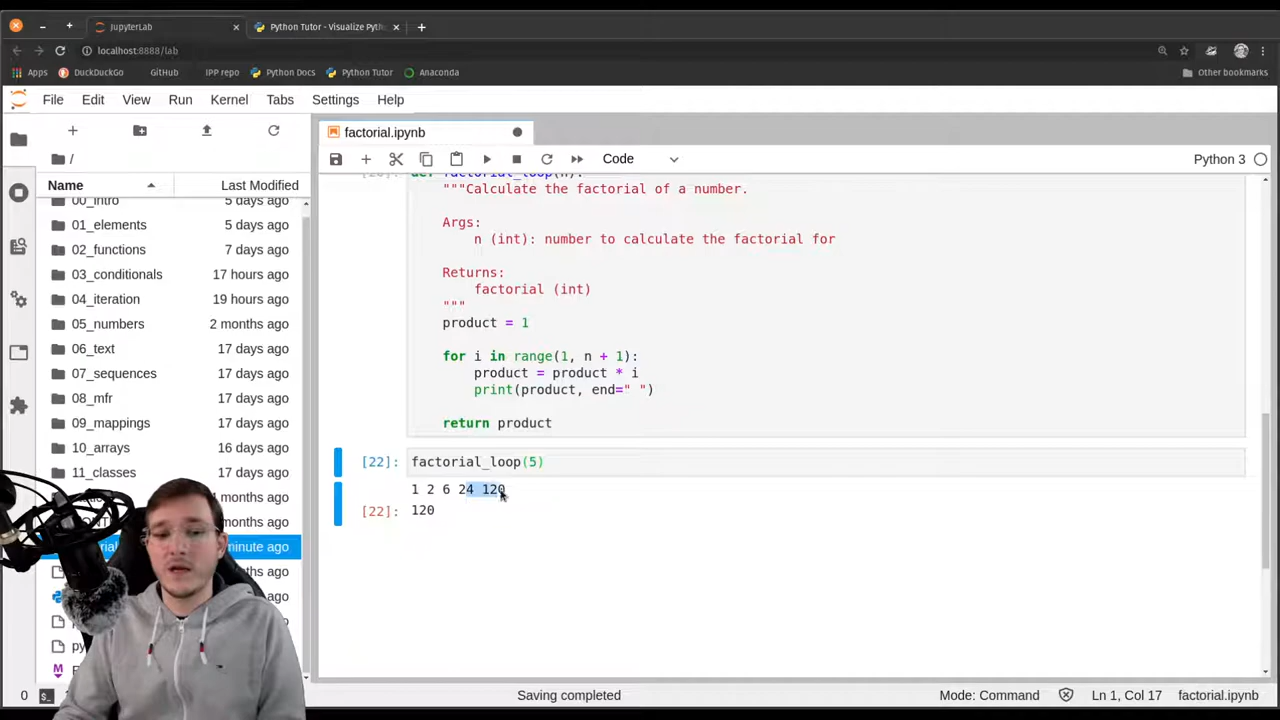 JupyterLab
Python Tutor - Visualize Pyth
localhost:8888/lab
Apps DuckDuckGo GitHub IPP repo Python Docs Python Tutor Anaconda Other bookmarks
File Edit View Run Kernel Tabs Settings Help
factorial.ipynb
/
Code
Python 3
Name Last Modified
00_intro 5 days ago
01_elements 5 days ago
02_functions 7 days ago
03_conditionals 17 hours ago
04_iteration 19 hours ago
05_numbers 2 months ago
06_text 17 days ago
07_sequences 17 days ago
08_mfr 17 days ago
09_mappings 17 days ago
10_arrays 16 days ago
11_classes 17 days ago
months ago
minute ago
def factorial_loop(n):
"""Calculate the factorial of a number.
Args:
n (int): number to calculate the factorial for
Returns:
factorial (int)
"""
product = 1
for i in range(1, n + 1):
product = product * i
print(product, end=" ")
return product
[22]: factorial_loop(5)
1 2 6 24 120
[22]: 120
0 Saving completed Mode: Command Ln 1, Col 17 factorial.ipynb